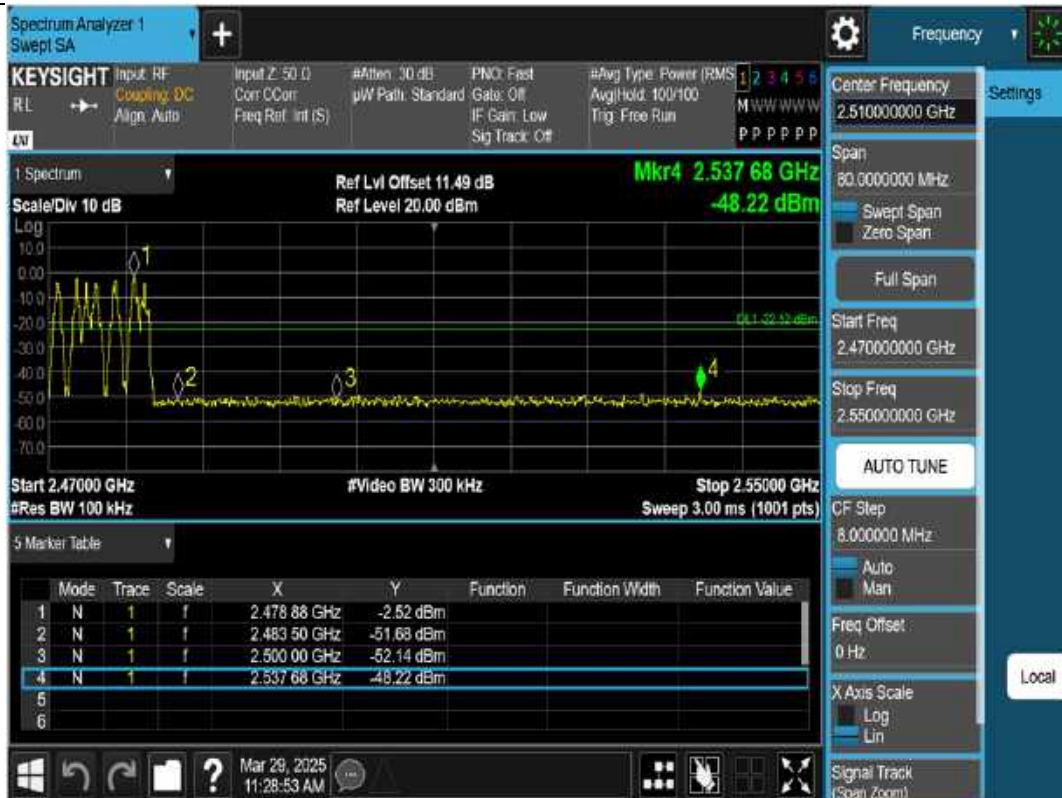 Spectrum Analyzer 1
Swept SA
Frequency
KEYSIGHT
RL
Input: RF
Coupling: DC
Align: Auto
Input Z: 50 Ω
Corr CCorr
Freq Ref: Int (S)
#Atten: 30 dB
µW Path: Standard
PNO: Fast
Gate: Off
IF Gain: Low
Sig Track: Off
#Avg Type: Power (RMS
Avg|Hold: 100/100
Trig: Free Run
1 2 3 4 5 6
M W W W W W
P P P P P P
Settings
1 Spectrum
Scale/Div 10 dB
Ref Lvl Offset 11.49 dB
Ref Level 20.00 dBm
Mkr4 2.537 68 GHz
-48.22 dBm
Log
10.0
0.00
-10.0
-20.0
-30.0
-40.0
-50.0
-60.0
-70.0
1
2
3
4
DL1 -22.52 dBm
Start 2.47000 GHz
#Res BW 100 kHz
#Video BW 300 kHz
Stop 2.55000 GHz
Sweep 3.00 ms (1001 pts)
5 Marker Table
Mode Trace Scale X Y Function Function Width Function Value
1 N 1 f 2.478 88 GHz -2.52 dBm
2 N 1 f 2.483 50 GHz -51.68 dBm
3 N 1 f 2.500 00 GHz -52.14 dBm
4 N 1 f 2.537 68 GHz -48.22 dBm
5
6
Mar 29, 2025
11:28:53 AM
Center Frequency
2.510000000 GHz
Span
80.0000000 MHz
Swept Span
Zero Span
Full Span
Start Freq
2.470000000 GHz
Stop Freq
2.550000000 GHz
AUTO TUNE
CF Step
8.000000 MHz
Auto
Man
Freq Offset
0 Hz
X Axis Scale
Log
Lin
Signal Track
(Span Zoom)
Local